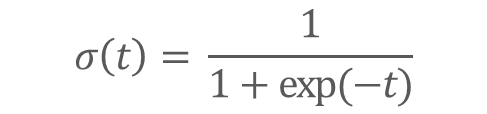 σ(t) = 1 / (1 + exp(−t))